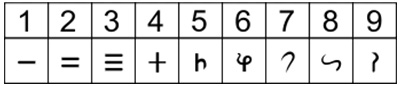 1 2 3 4 5 6 7 8 9
𑁒 𑁓 𑁔 𑁕 𑁖 𑁗 𑁘 𑁙 𑁚